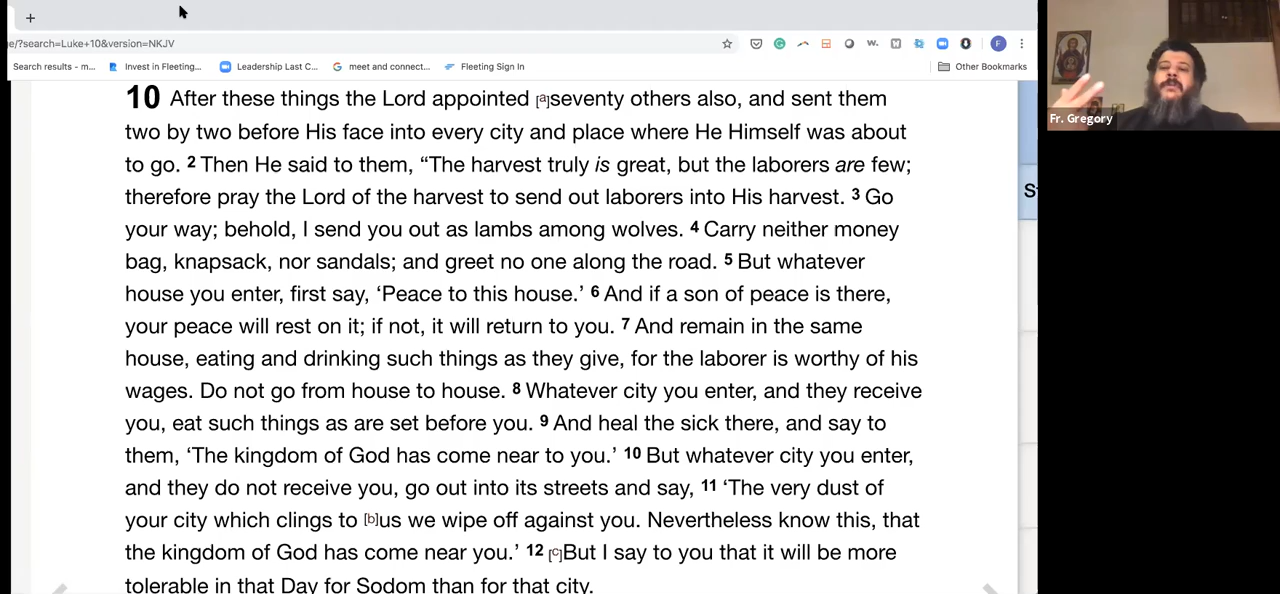 +
e/?search=Luke+10&version=NKJV
W.
F
Search results - m...
Invest in Fleeting...
Leadership Last C...
meet and connect...
Fleeting Sign In
Other Bookmarks
10 After these things the Lord appointed [a]seventy others also, and sent them
two by two before His face into every city and place where He Himself was about
to go. 2 Then He said to them, “The harvest truly is great, but the laborers are few;
therefore pray the Lord of the harvest to send out laborers into His harvest. 3 Go
your way; behold, I send you out as lambs among wolves. 4 Carry neither money
bag, knapsack, nor sandals; and greet no one along the road. 5 But whatever
house you enter, first say, ‘Peace to this house.’ 6 And if a son of peace is there,
your peace will rest on it; if not, it will return to you. 7 And remain in the same
house, eating and drinking such things as they give, for the laborer is worthy of his
wages. Do not go from house to house. 8 Whatever city you enter, and they receive
you, eat such things as are set before you. 9 And heal the sick there, and say to
them, ‘The kingdom of God has come near to you.’ 10 But whatever city you enter,
and they do not receive you, go out into its streets and say, 11 ‘The very dust of
your city which clings to [b]us we wipe off against you. Nevertheless know this, that
the kingdom of God has come near you.’ 12 [c]But I say to you that it will be more
tolerable in that Day for Sodom than for that city.
Fr. Gregory